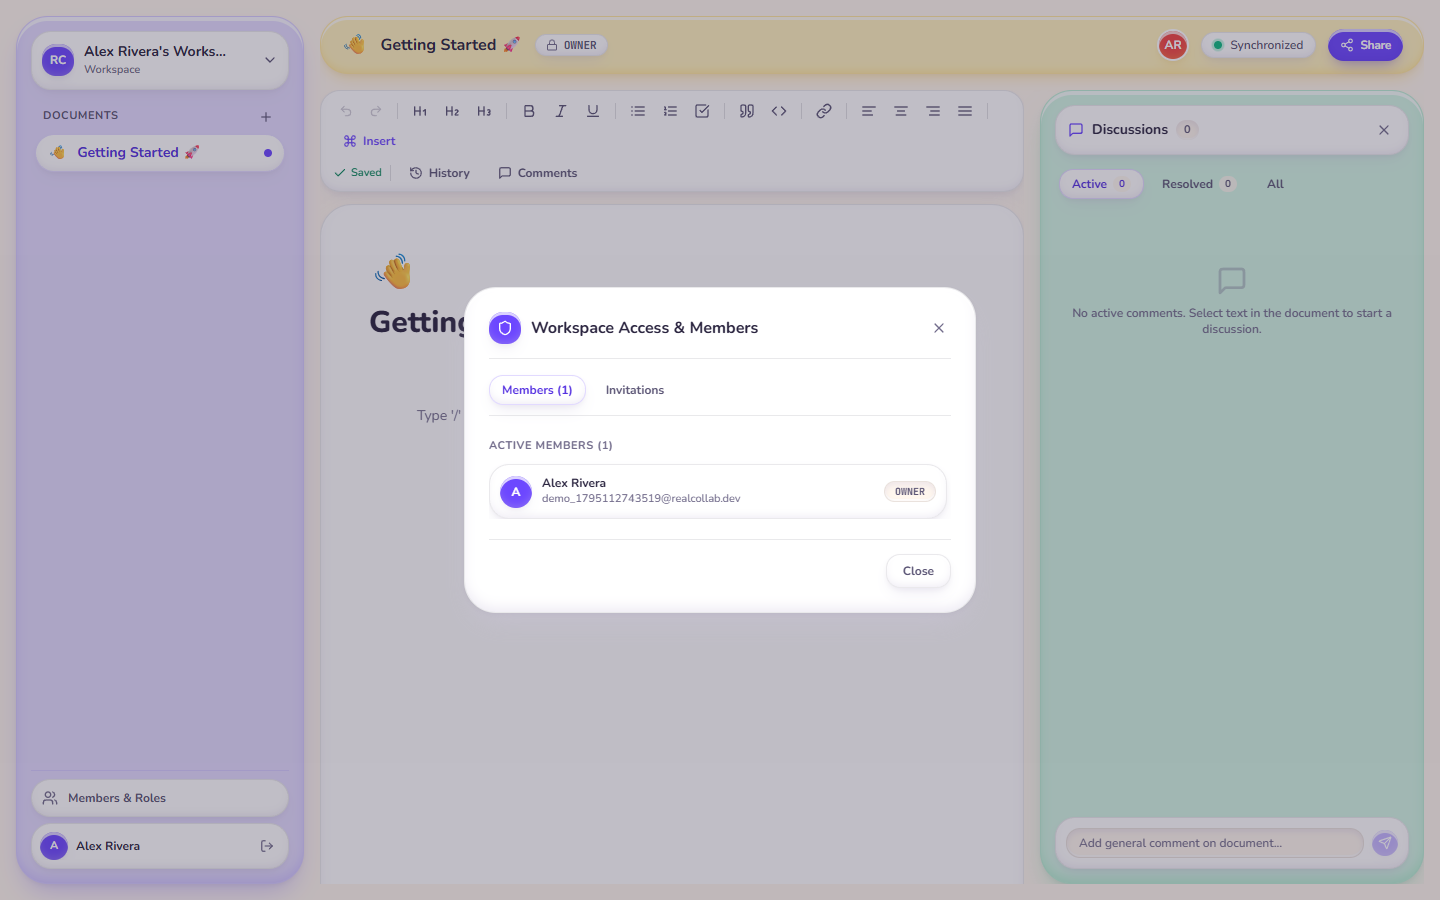 RC
Alex Rivera's Works...
Workspace
DOCUMENTS
Getting Started 🚀
Members & Roles
A
Alex Rivera
Getting Started 🚀
OWNER
AR
Synchronized
Share
H1 H2 H3 B I U
Insert
Saved
History
Comments
Getting
Type '/'
Workspace Access & Members
Members (1)
Invitations
ACTIVE MEMBERS (1)
A
Alex Rivera
demo_1795112743519@realcollab.dev
OWNER
Close
Discussions 0
Active 0
Resolved 0
All
No active comments. Select text in the document to start a
discussion.
Add general comment on document...